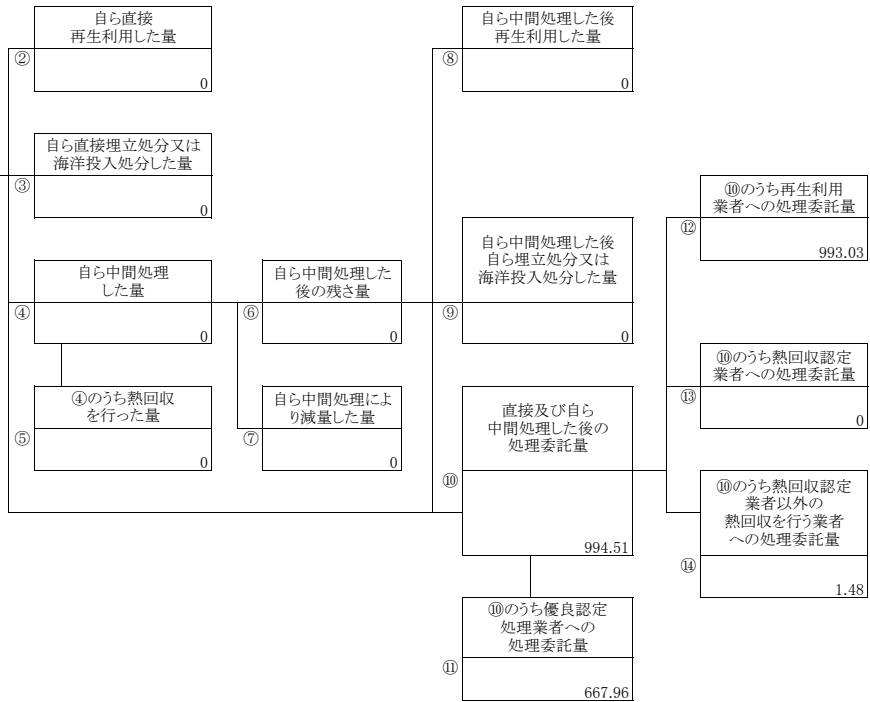 自ら直接
再生利用した量
②
0
自ら直接埋立処分又は
海洋投入処分した量
③
0
自ら中間処理
した量
④
0
④のうち熱回収
を行った量
⑤
0
自ら中間処理した
後の残さ量
⑥
0
自ら中間処理によ
り減量した量
⑦
0
自ら中間処理した後
再生利用した量
⑧
0
自ら中間処理した後
自ら埋立処分又は
海洋投入処分した量
⑨
0
直接及び自ら
中間処理した後の
処理委託量
⑩
994.51
⑩のうち優良認定
処理業者への
処理委託量
⑪
667.96
⑩のうち再生利用
業者への処理委託量
⑫
993.03
⑩のうち熱回収認定
業者への処理委託量
⑬
0
⑩のうち熱回収認定
業者以外の
熱回収を行う業者
への処理委託量
⑭
1.48